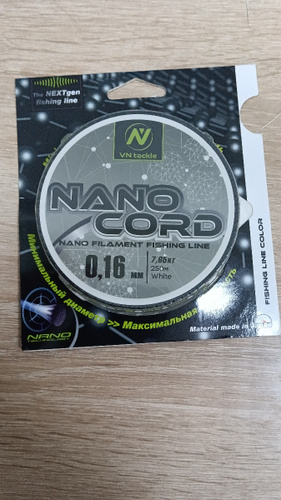 The NEXTgen
fishing line
VN tackle
NANO
CORD
NANO FILAMENT FISHING LINE
0,16 мм
7,65кг
250м
White
Минимальный диаметр >> Максимальная
NANO
Material made in
FISHING LINE COLOR